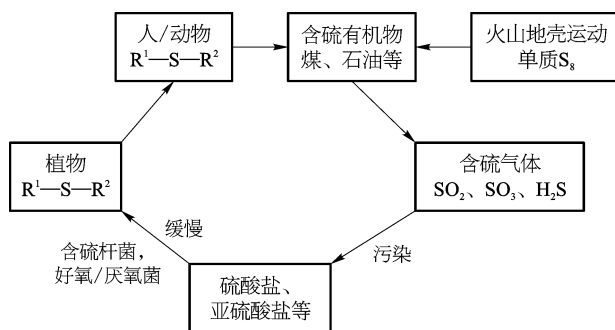 人/动物
R¹—S—R²
含硫有机物
煤、石油等
火山地壳运动
单质S₈
植物
R¹—S—R²
含硫气体
SO₂、SO₃、H₂S
缓慢
含硫杆菌,
好氧/厌氧菌
污染
硫酸盐、
亚硫酸盐等